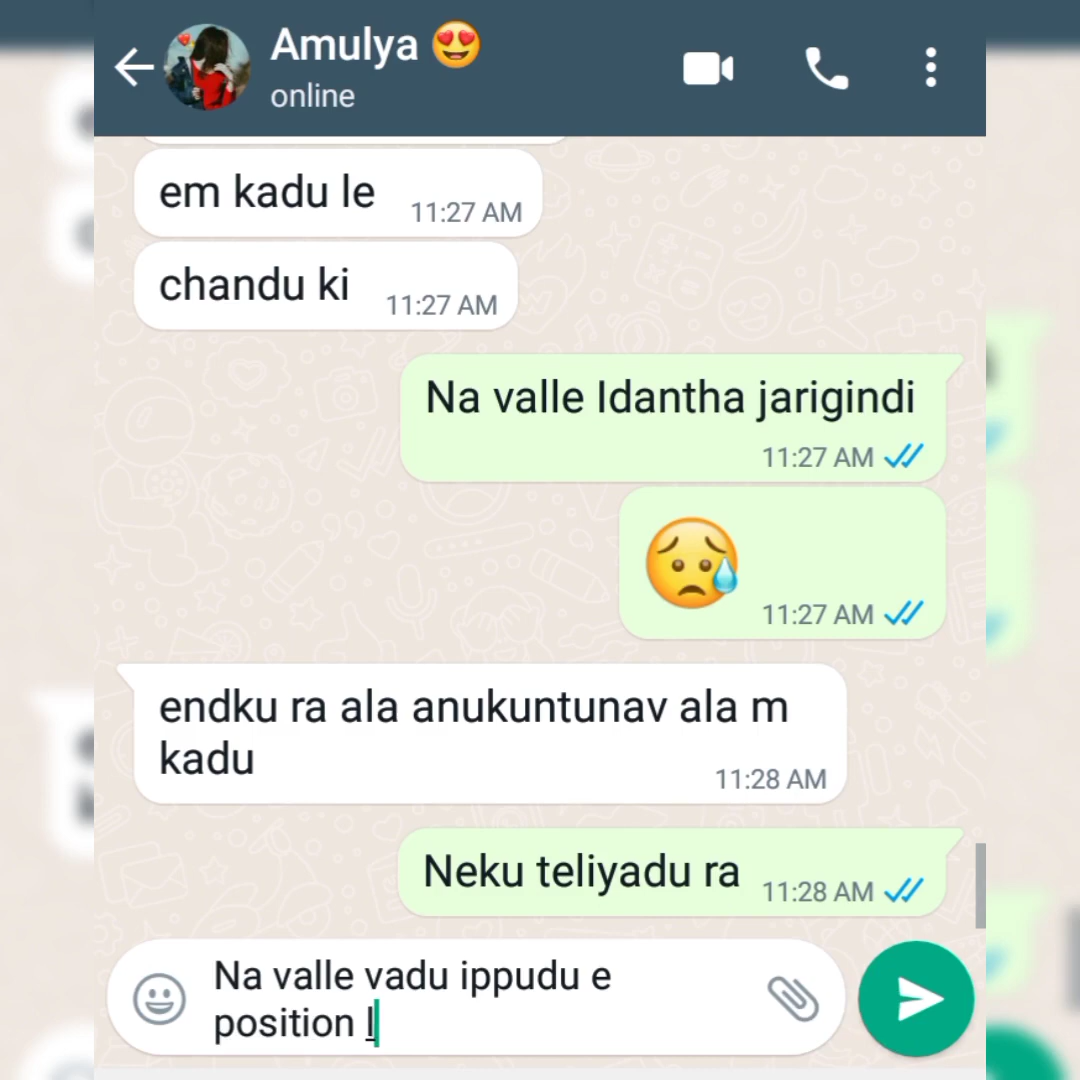 Amulya 😍
online
em kadu le 11:27 AM
chandu ki 11:27 AM
Na valle Idantha jarigindi
11:27 AM
😥
11:27 AM
endku ra ala anukuntunav ala m
kadu
11:28 AM
Neku teliyadu ra 11:28 AM
Na valle vadu ippudu e
position l